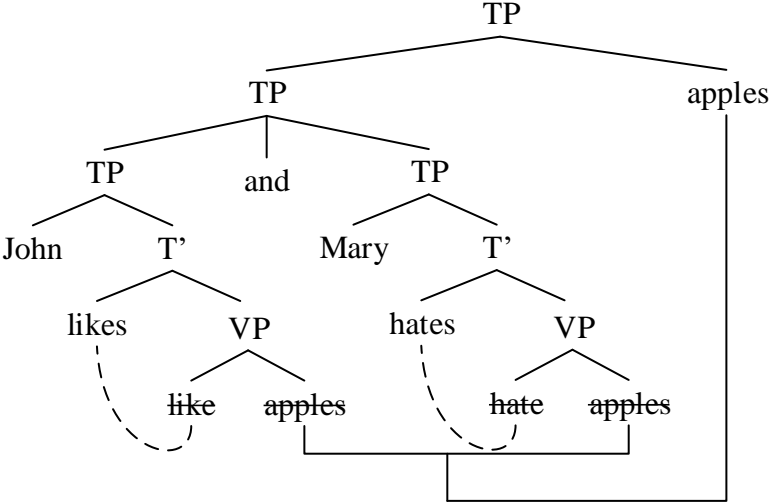 TP
TP apples
TP and TP
John T’ Mary T’
likes VP hates VP
like apples hate apples